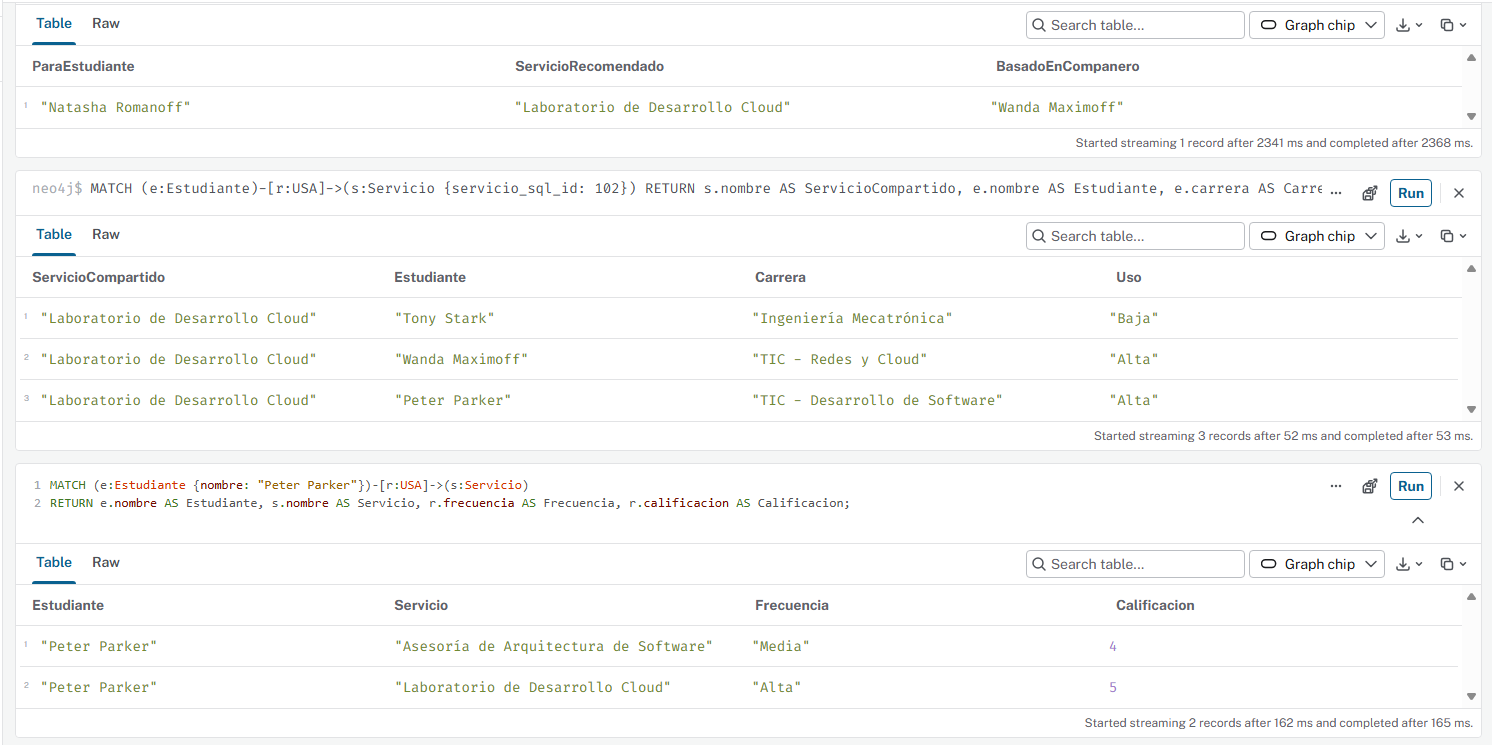 Table Raw
Search table... Graph chip
ParaEstudiante ServicioRecomendado BasadoEnCompanero
1 "Natasha Romanoff" "Laboratorio de Desarrollo Cloud" "Wanda Maximoff"
Started streaming 1 record after 2341 ms and completed after 2368 ms.
neo4j$ MATCH (e:Estudiante)-[r:USA]->(s:Servicio {servicio_sql_id: 102}) RETURN s.nombre AS ServicioCompartido, e.nombre AS Estudiante, e.carrera AS Carre ... Run
Table Raw
Search table... Graph chip
ServicioCompartido Estudiante Carrera Uso
1 "Laboratorio de Desarrollo Cloud" "Tony Stark" "Ingeniería Mecatrónica" "Baja"
2 "Laboratorio de Desarrollo Cloud" "Wanda Maximoff" "TIC - Redes y Cloud" "Alta"
3 "Laboratorio de Desarrollo Cloud" "Peter Parker" "TIC - Desarrollo de Software" "Alta"
Started streaming 3 records after 52 ms and completed after 53 ms.
1 MATCH (e:Estudiante {nombre: "Peter Parker"})-[r:USA]->(s:Servicio) ... Run
2 RETURN e.nombre AS Estudiante, s.nombre AS Servicio, r.frecuencia AS Frecuencia, r.calificacion AS Calificacion;
Table Raw
Search table... Graph chip
Estudiante Servicio Frecuencia Calificacion
1 "Peter Parker" "Asesoría de Arquitectura de Software" "Media" 4
2 "Peter Parker" "Laboratorio de Desarrollo Cloud" "Alta" 5
Started streaming 2 records after 162 ms and completed after 165 ms.